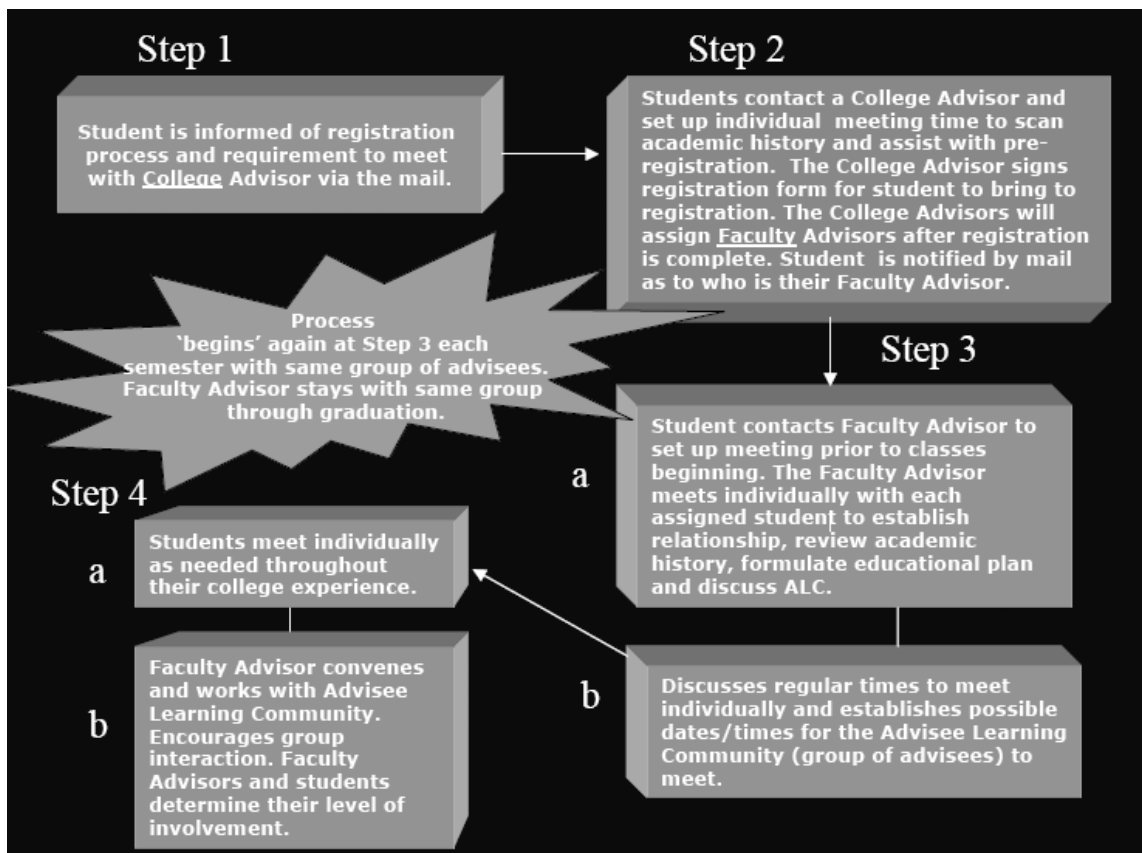 Step 1
Student is informed of registration
process and requirement to meet
with College Advisor via the mail.
Step 2
Students contact a College Advisor and
set up individual meeting time to scan
academic history and assist with pre-
registration. The College Advisor signs
registration form for student to bring to
registration. The College Advisors will
assign Faculty Advisors after registration
is complete. Student is notified by mail
as to who is their Faculty Advisor.
Process
‘begins’ again at Step 3 each
semester with same group of advisees.
Faculty Advisor stays with same group
through graduation.
Step 3
a
Student contacts Faculty Advisor to
set up meeting prior to classes
beginning. The Faculty Advisor
meets individually with each
assigned student to establish
relationship, review academic
history, formulate educational plan
and discuss ALC.
b
Discusses regular times to meet
individually and establishes possible
dates/times for the Advisee Learning
Community (group of advisees) to
meet.
Step 4
a
Students meet individually
as needed throughout
their college experience.
b
Faculty Advisor convenes
and works with Advisee
Learning Community.
Encourages group
interaction. Faculty
Advisors and students
determine their level of
involvement.